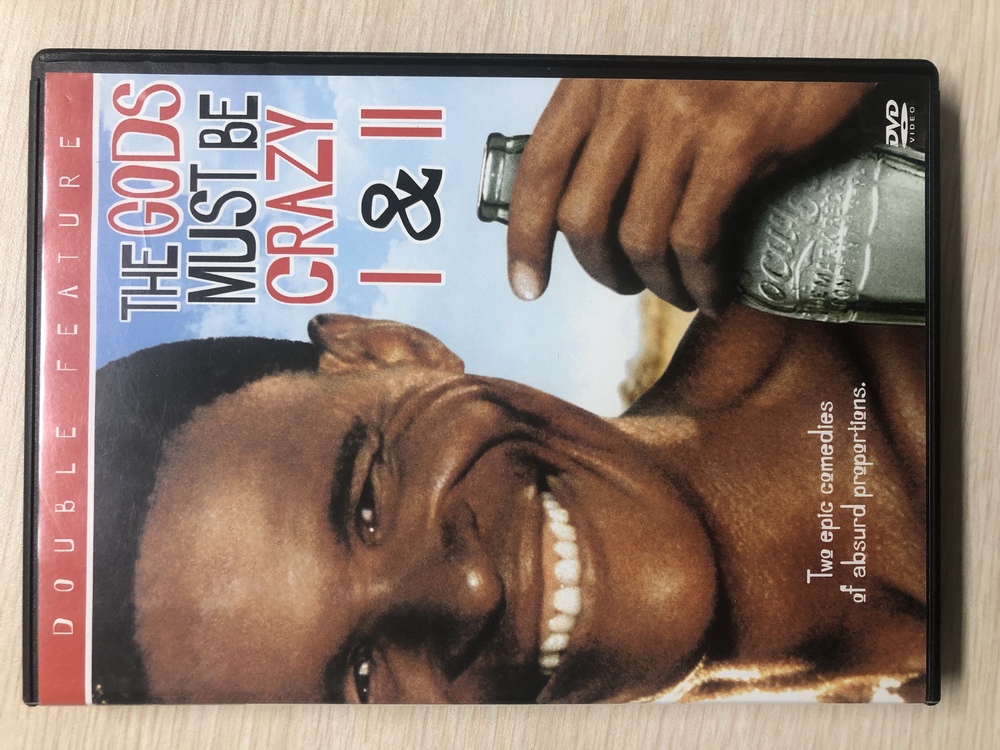 DOUBLE FEATURE
THE GODS
MUST BE
CRAZY
I & II
Two epic comedies
of absurd proportions.
DVD
VIDEO